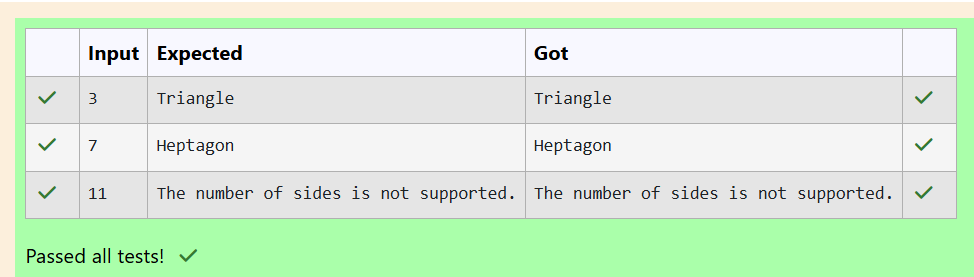 Input Expected Got
3 Triangle Triangle
7 Heptagon Heptagon
11 The number of sides is not supported. The number of sides is not supported.
Passed all tests!